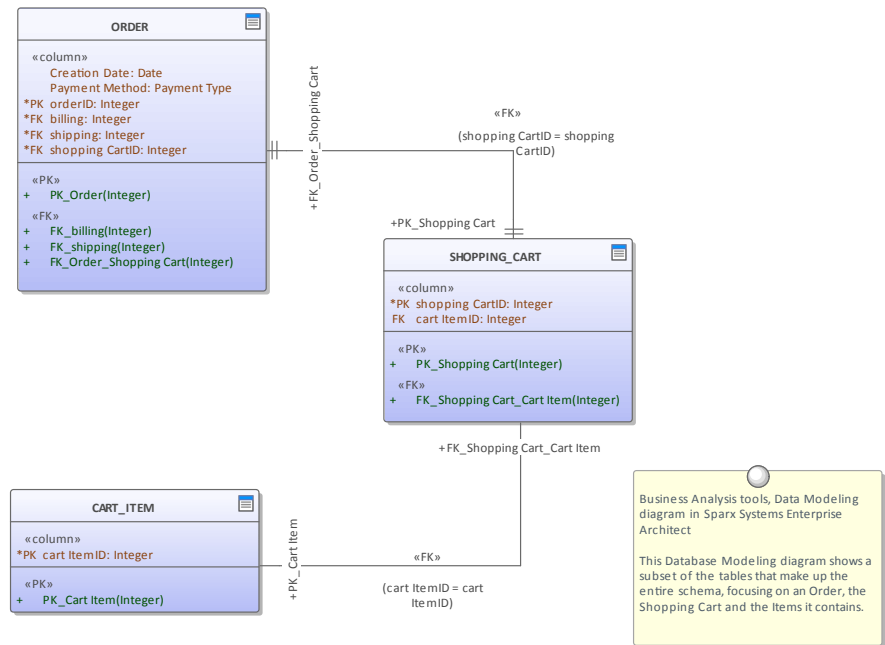 ORDER
«column»
Creation Date: Date
Payment Method: Payment Type
*PK orderID: Integer
*FK billing: Integer
*FK shipping: Integer
*FK shopping CartID: Integer
«PK»
+ PK_Order(Integer)
«FK»
+ FK_billing(Integer)
+ FK_shipping(Integer)
+ FK_Order_Shopping Cart(Integer)
+FK_Order_Shopping Cart
«FK»
(shopping CartID = shopping
CartID)
+PK_Shopping Cart
SHOPPING_CART
«column»
*PK shopping CartID: Integer
FK cart ItemID: Integer
«PK»
+ PK_Shopping Cart(Integer)
«FK»
+ FK_Shopping Cart_Cart Item(Integer)
+FK_Shopping Cart_Cart Item
CART_ITEM
«column»
*PK cart ItemID: Integer
«PK»
+ PK_Cart Item(Integer)
+PK_Cart Item
«FK»
(cart ItemID = cart
ItemID)
Business Analysis tools, Data Modeling
diagram in Sparx Systems Enterprise
Architect
This Database Modeling diagram shows a
subset of the tables that make up the
entire schema, focusing on an Order, the
Shopping Cart and the Items it contains.